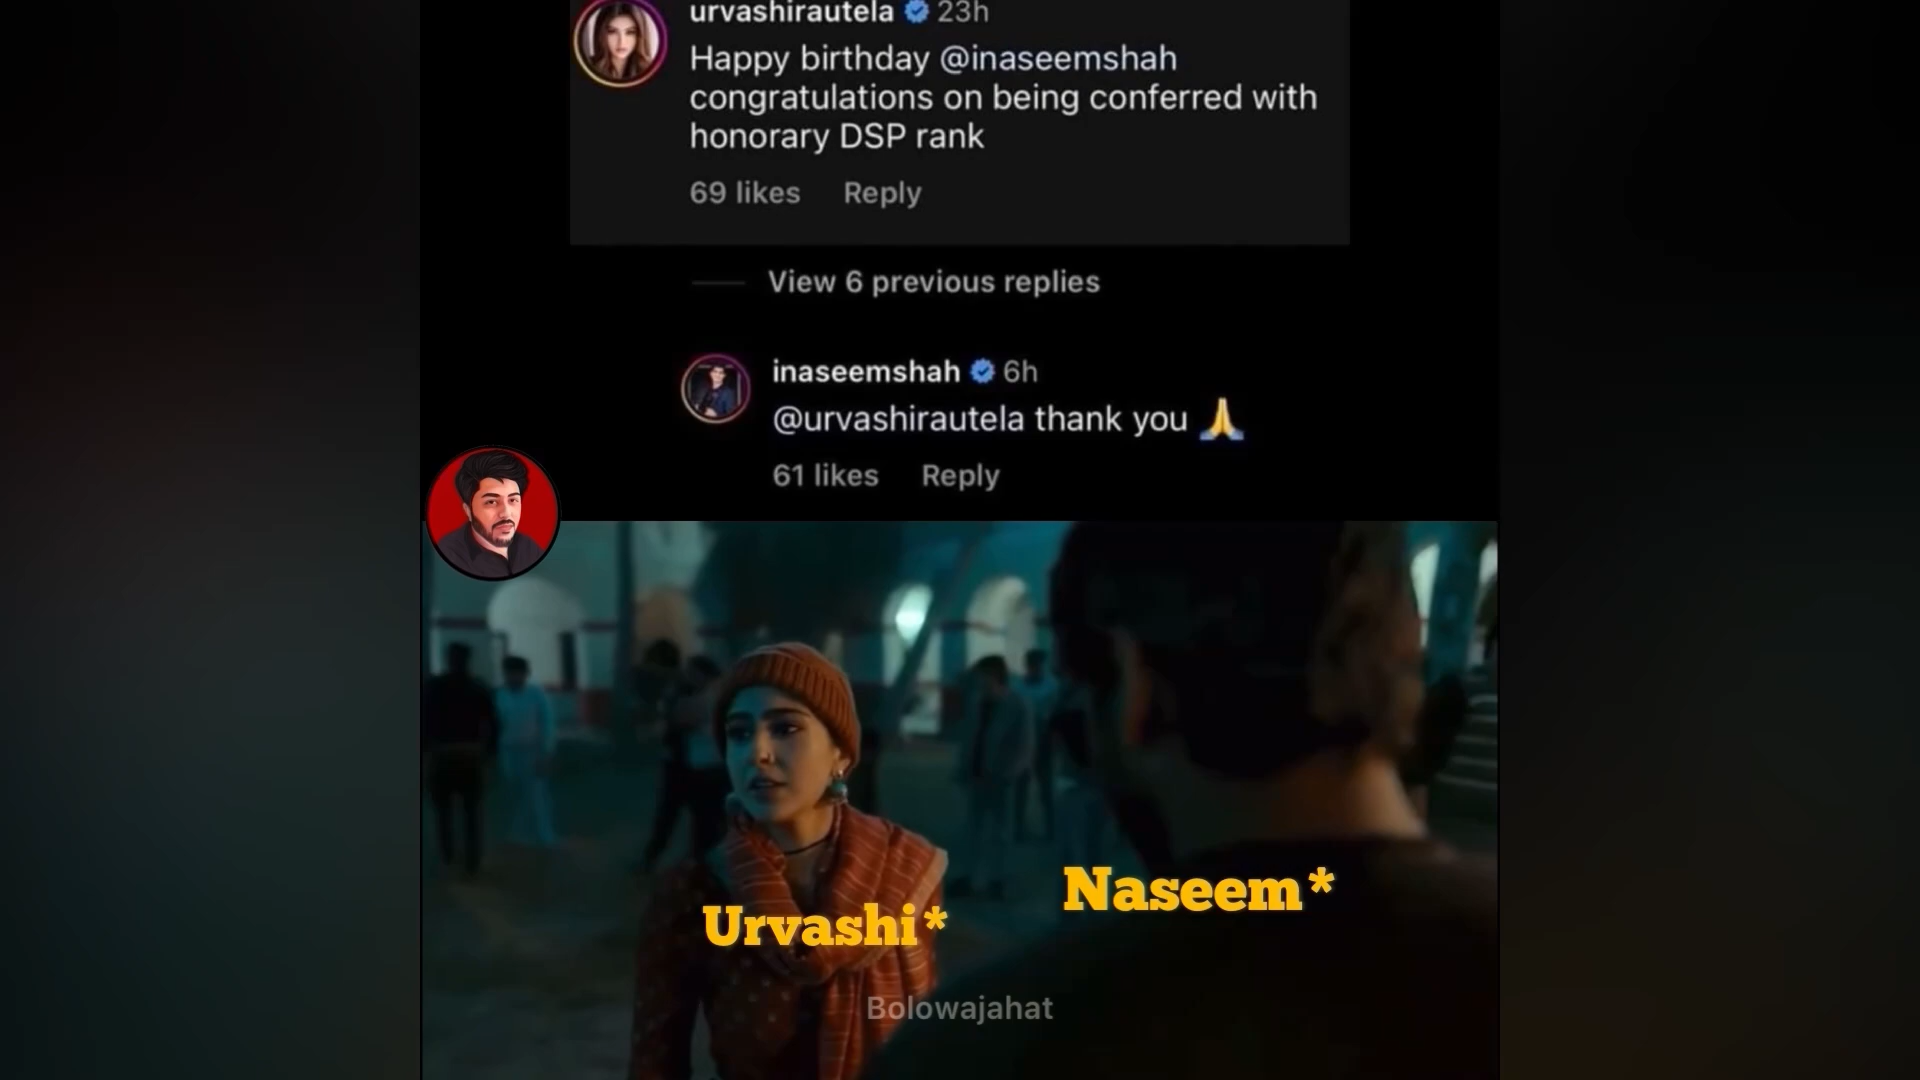 urvashirautela 23h
Happy birthday @inaseemshah
congratulations on being conferred with
honorary DSP rank
69 likes Reply
View 6 previous replies
inaseemshah 6h
@urvashirautela thank you 🙏
61 likes Reply
Naseem*
Urvashi*
Bolowajahat